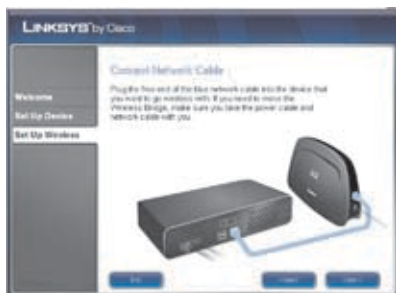 LINKSYS by Cisco
Connect Network Cable
Plug the free end of the blue network cable into the device that
you want to go wireless with. If you need to move the
Wireless Bridge, make sure you take the power cable and
network cable with you.
Welcome
Set Up Device
Set Up Wireless